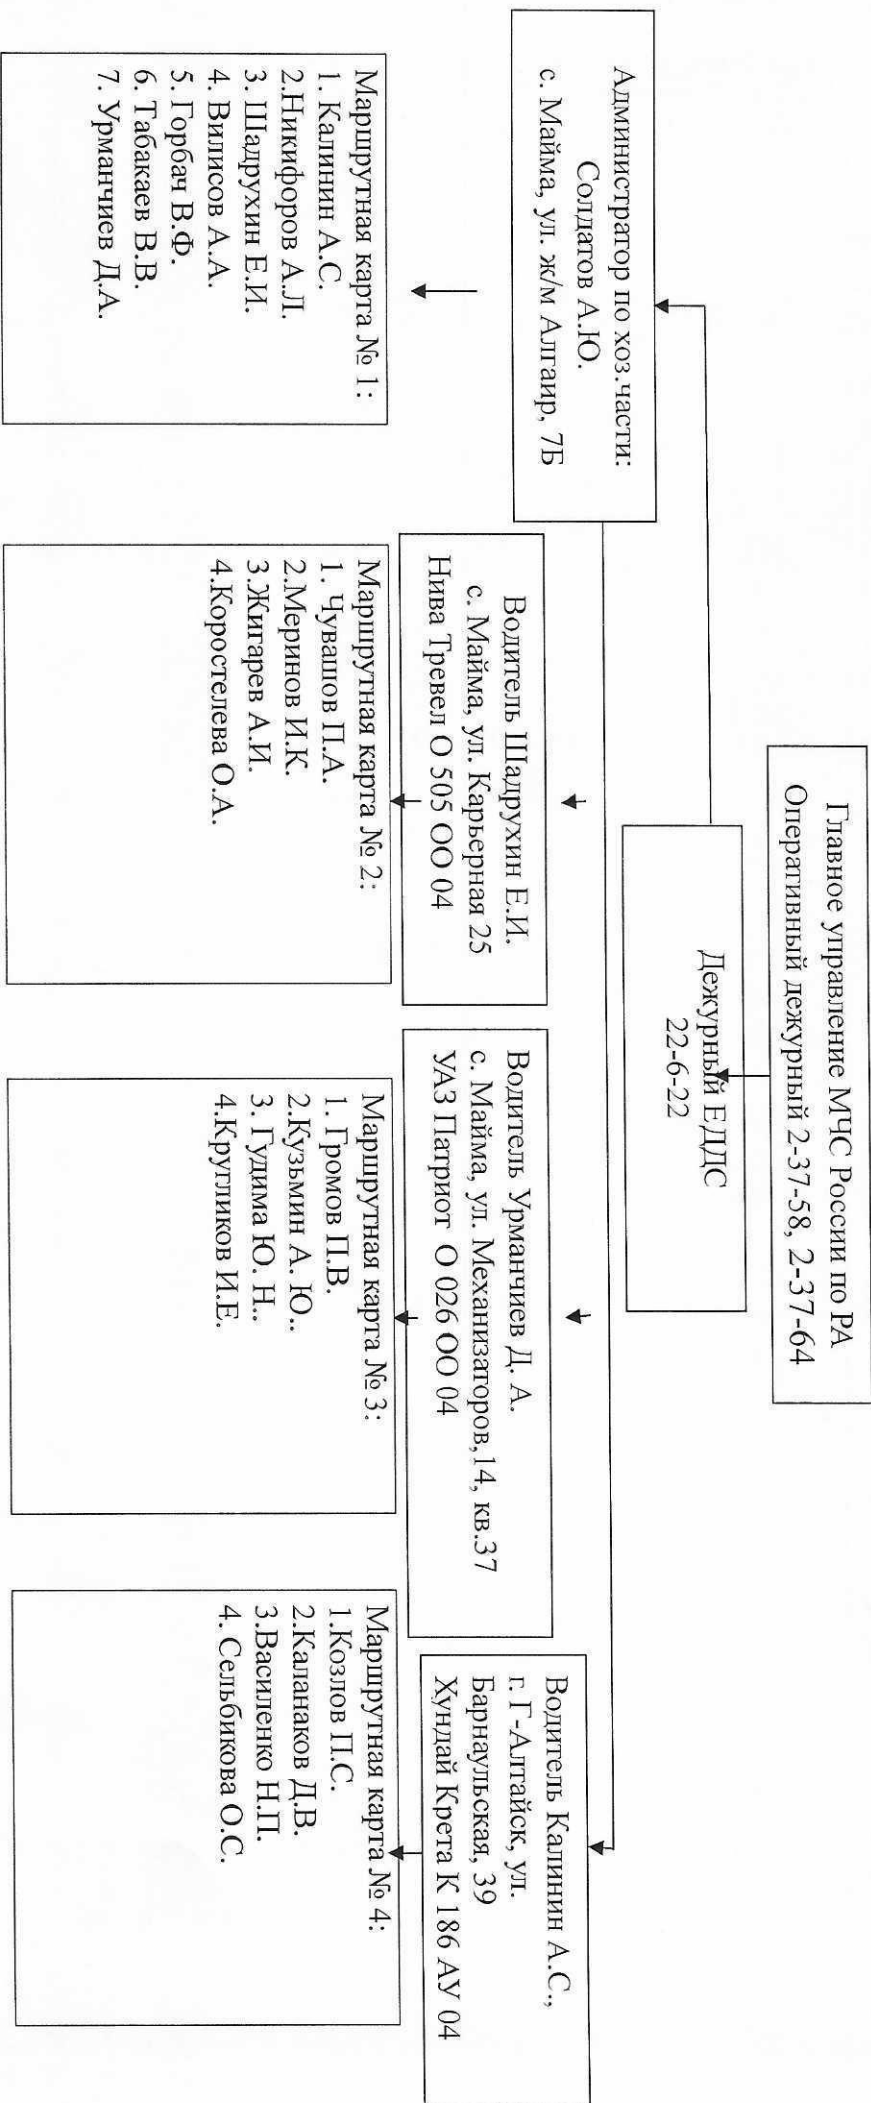 Главное управление МЧС России по РА
Оперативный дежурный 2-37-58, 2-37-64
Дежурный ЕДДС
22-6-22
Администратор по хоз.части:
Солдатов А.Ю.
с. Майма, ул. ж/м Алгаир, 7Б
Водитель Шадрухин Е.И.
с. Майма, ул. Карьерная 25
Нива Тревел О 505 ОО 04
Водитель Урманчиев Д. А.
с. Майма, ул. Механизаторов,14, кв.37
УАЗ Патриот О 026 ОО 04
Водитель Калинин А.С.,
г. Г-Алтайск, ул.
Барнаульская, 39
Хундай Крета К 186 АУ 04
Маршрутная карта № 1:
1. Калинин А.С.
2.Никифоров А.Л.
3. Шадрухин Е.И.
4. Вилисов А.А.
5. Горбач В.Ф.
6. Табакаев В.В.
7. Урманчиев Д.А.
Маршрутная карта № 2:
1. Чувашов П.А.
2.Меринов И.К.
3.Жигарев А.И.
4.Коростелева О.А.
Маршрутная карта № 3:
1. Громов П.В.
2.Кузьмин А. Ю..
3. Гудима Ю. Н..
4.Кругликов И.Е.
Маршрутная карта № 4:
1.Козлов П.С.
2.Каланаков Д.В.
3.Василенко Н.П.
4. Сельбикова О.С.